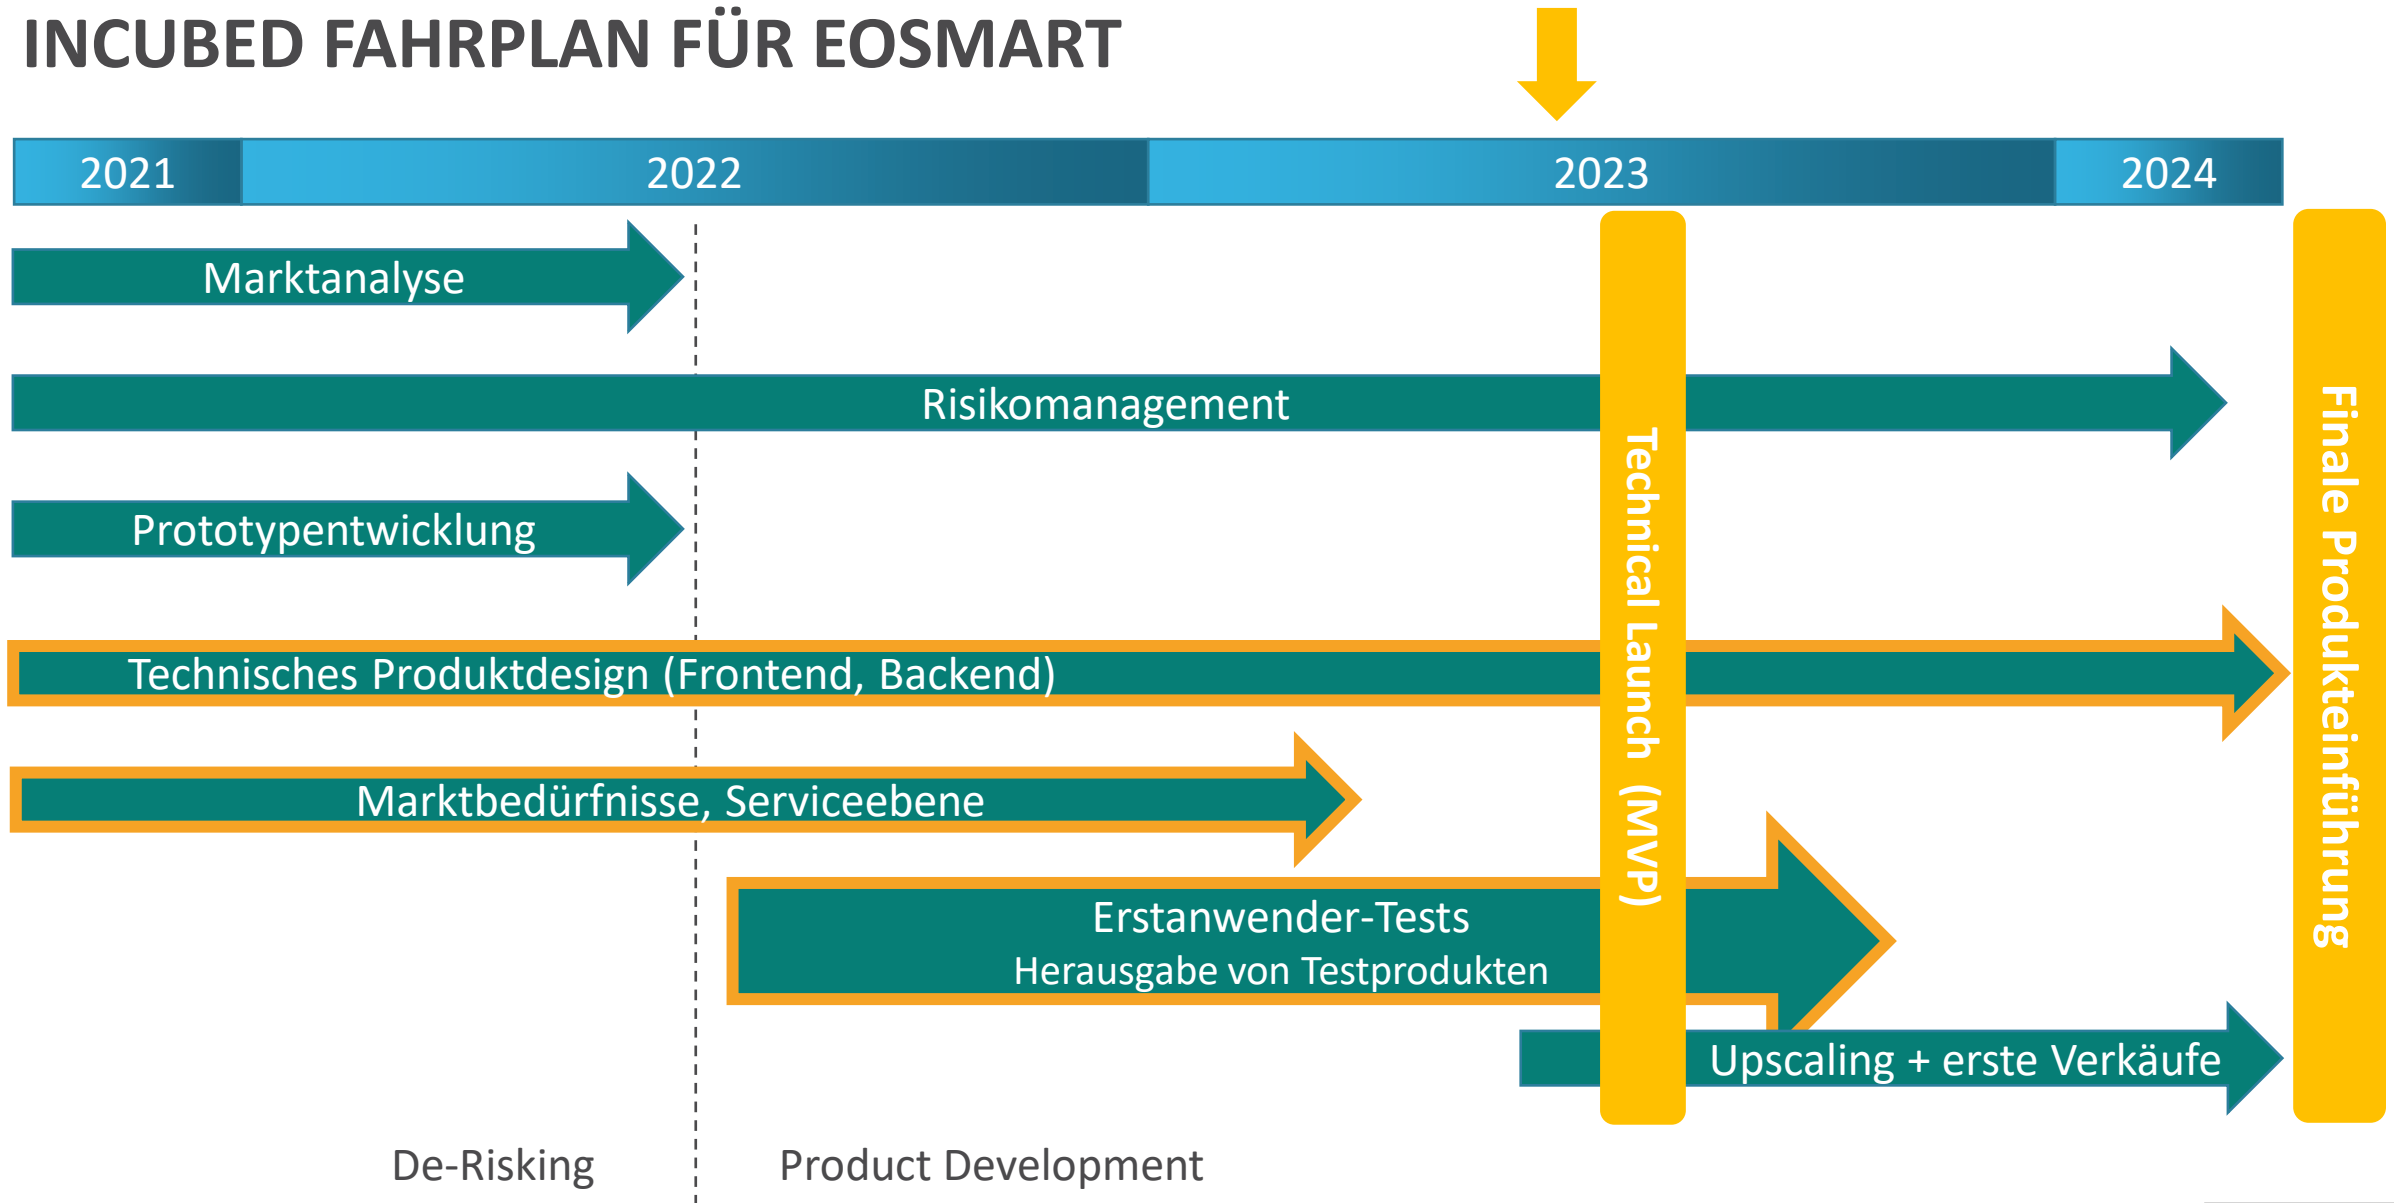 INCUBED FAHRPLAN FÜR EOSMART
2021
2022
2023
2024
Marktanalyse
Risikomanagement
Prototypentwicklung
Technisches Produktdesign (Frontend, Backend)
Marktbedürfnisse, Serviceebene
Erstanwender-Tests
Herausgabe von Testprodukten
Upscaling + erste Verkäufe
Technical Launch (MVP)
Finale Produkteinführung
De-Risking
Product Development